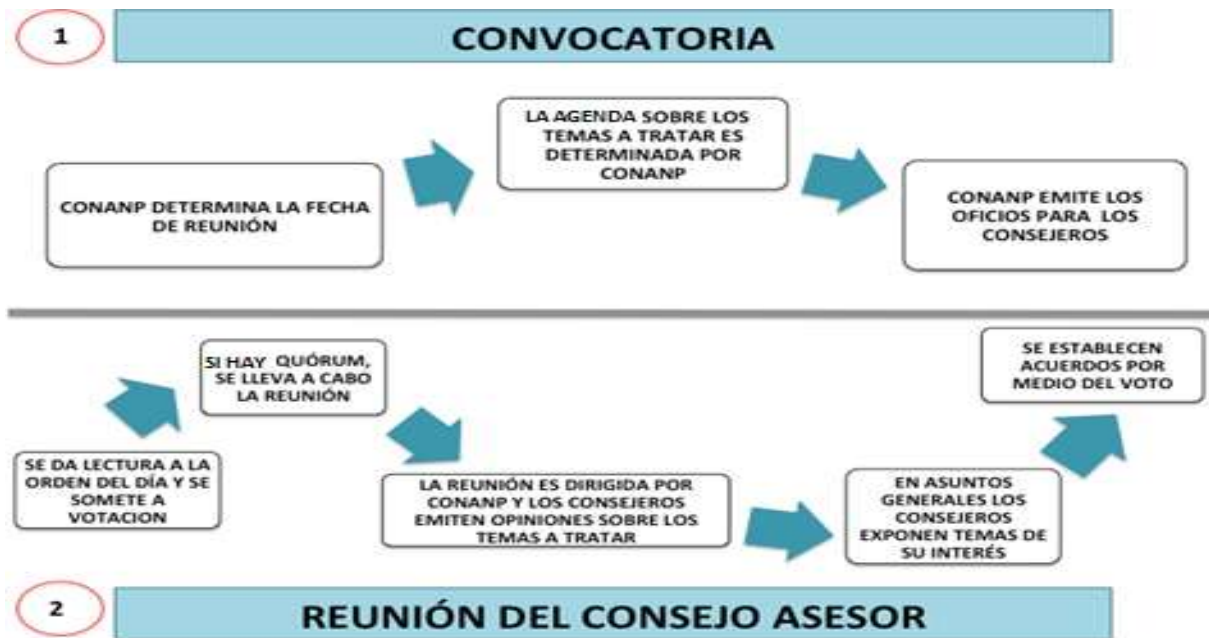 1
CONVOCATORIA
CONANP DETERMINA LA FECHA
DE REUNIÓN
LA AGENDA SOBRE LOS
TEMAS A TRATAR ES
DETERMINADA POR
CONANP
CONANP EMITE LOS
OFICIOS PARA LOS
CONSEJEROS
SE DA LECTURA A LA
ORDEN DEL DÍA Y SE
SOMETE A
VOTACION
SI HAY QUÓRUM,
SE LLEVA A CABO
LA REUNIÓN
LA REUNIÓN ES DIRIGIDA POR
CONANP Y LOS CONSEJEROS
EMITEN OPINIONES SOBRE LOS
TEMAS A TRATAR
EN ASUNTOS
GENERALES LOS
CONSEJEROS
EXPONEN TEMAS DE
SU INTERÉS
SE ESTABLECEN
ACUERDOS POR
MEDIO DEL VOTO
2
REUNIÓN DEL CONSEJO ASESOR